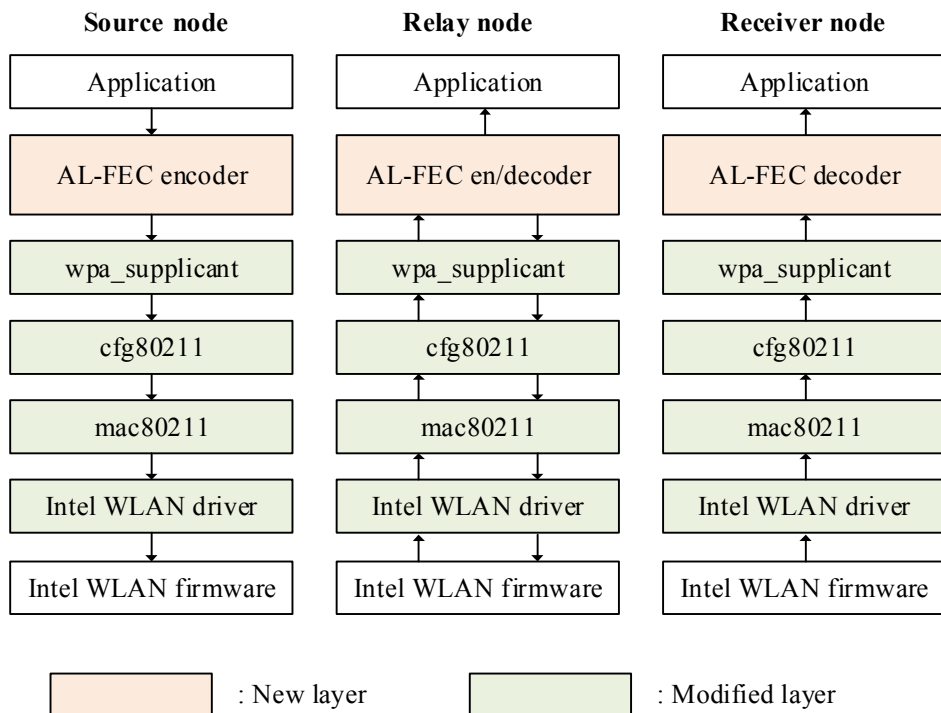 Source node Relay node Receiver node
Application Application Application
AL-FEC encoder AL-FEC en/decoder AL-FEC decoder
wpa_supplicant wpa_supplicant wpa_supplicant
cfg80211 cfg80211 cfg80211
mac80211 mac80211 mac80211
Intel WLAN driver Intel WLAN driver Intel WLAN driver
Intel WLAN firmware Intel WLAN firmware Intel WLAN firmware
: New layer : Modified layer